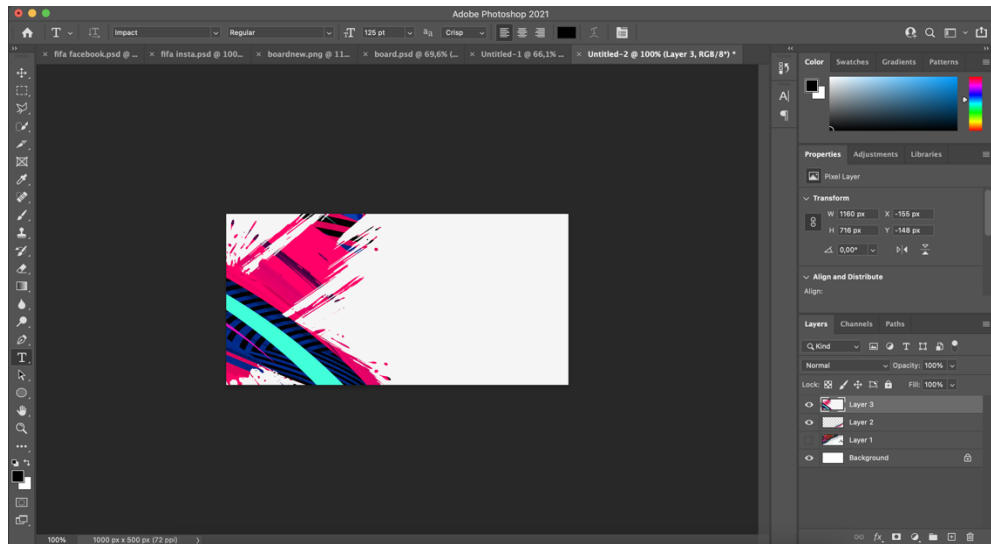 Adobe Photoshop 2021
T Impact Regular 125 pt Crisp
× fifa facebook.psd @ ... × fifa insta.psd @ 100... × boardnew.png @ 11... × board.psd @ 69,6% (... × Untitled-1 @ 66,1% ... × Untitled-2 @ 100% (Layer 3, RGB/8*) *
Color Swatches Gradients Patterns
A|
Properties Adjustments Libraries
Pixel Layer
Transform
W 1160 px X -155 px
H 716 px Y -148 px
0,00°
Align and Distribute
Align:
Layers Channels Paths
Kind
Normal Opacity: 100%
Lock: Fill: 100%
Layer 3
Layer 2
Layer 1
Background
fx
100% 1000 px x 500 px (72 ppi)